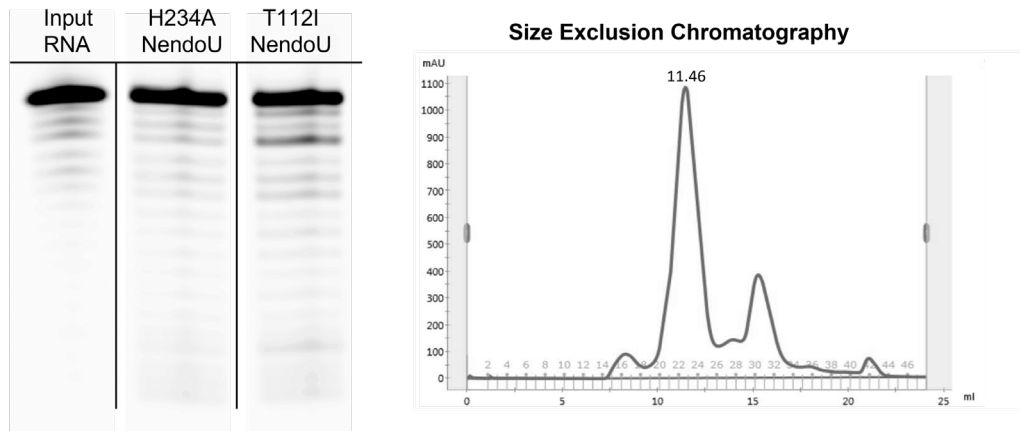 Input
RNA
H234A
NendoU
T112I
NendoU
Size Exclusion Chromatography
mAU
11.46
1100
1000
900
800
700
600
500
400
300
200
100
0
2 4 6 8 10 12 14 16 18 20 22 24 26 28 30 32 34 36 38 40 42 44 46
0 5 10 15 20 25 ml